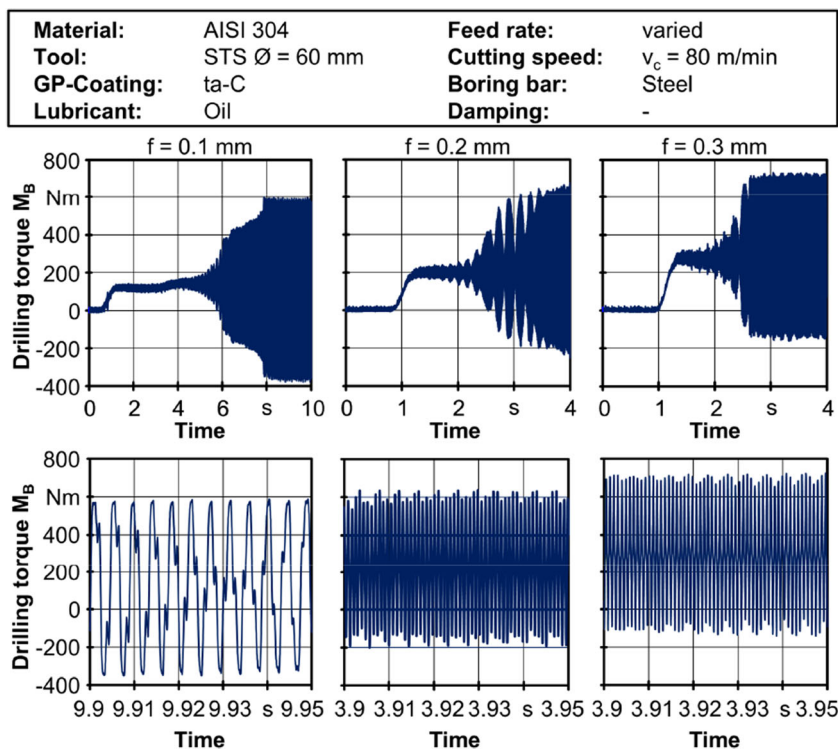 Material: AISI 304 Feed rate: varied
Tool: STS Ø = 60 mm Cutting speed: v_c = 80 m/min
GP-Coating: ta-C Boring bar: Steel
Lubricant: Oil Damping: -
f = 0.1 mm f = 0.2 mm f = 0.3 mm
Drilling torque M_B
800
Nm
400
200
0
-200
-400
0 2 4 6 s 10 0 1 2 s 4 0 1 2 s 4
Time Time Time
Drilling torque M_B
800
Nm
400
200
0
-200
-400
9.9 9.91 9.92 9.93 s 9.95 3.9 3.91 3.92 3.93 s 3.95 3.9 3.91 3.92 3.93 s 3.95
Time Time Time